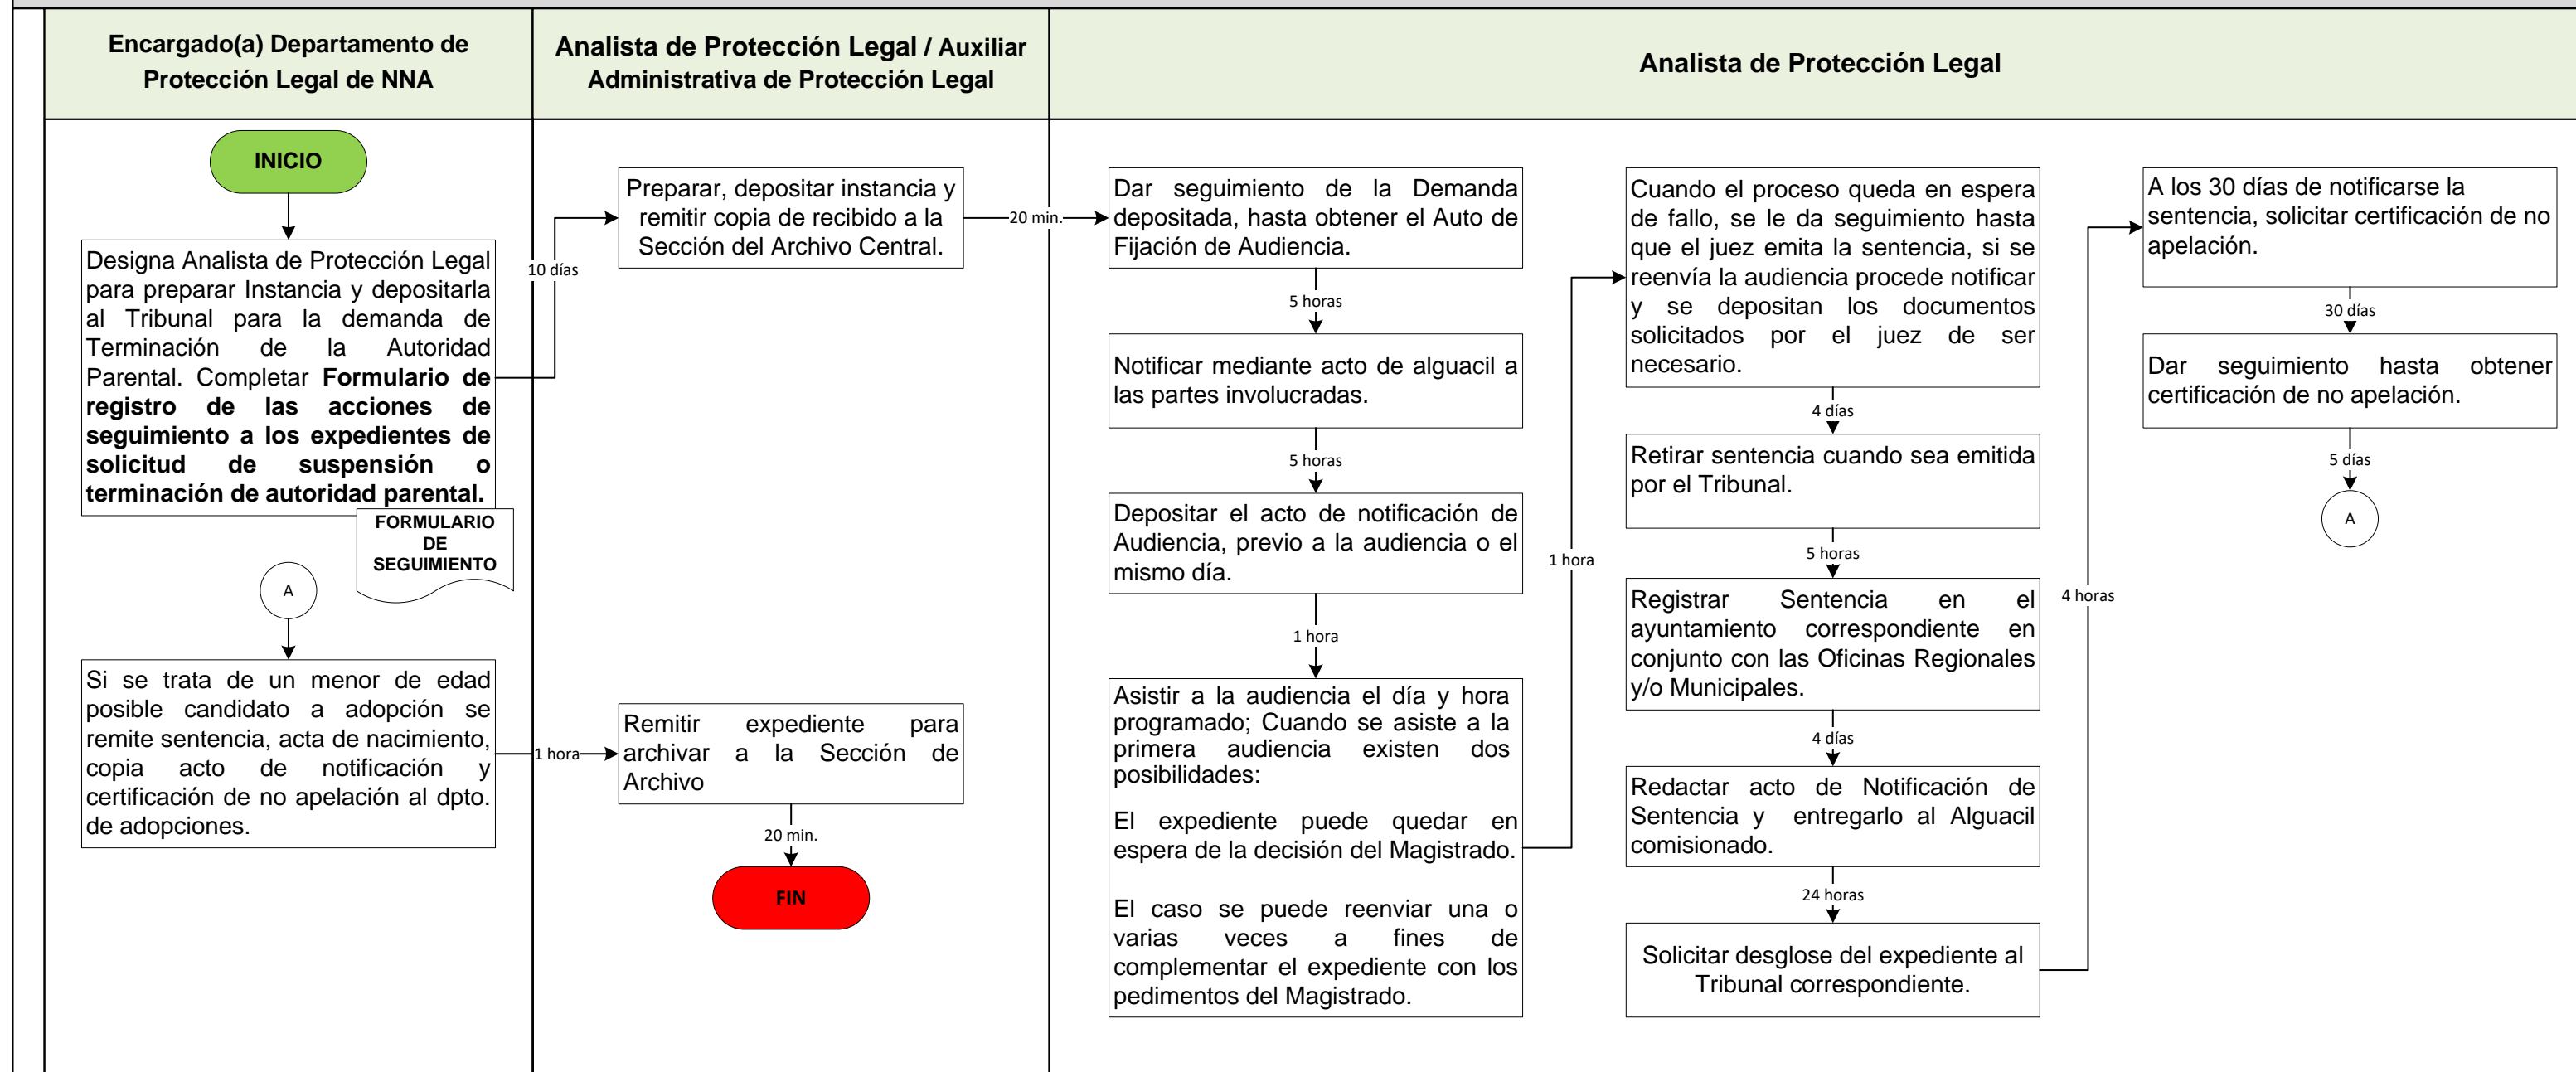 Encargado(a) Departamento de
Protección Legal de NNA
Analista de Protección Legal / Auxiliar
Administrativa de Protección Legal
Analista de Protección Legal
INICIO
Designa Analista de Protección Legal
para preparar Instancia y depositarla
al Tribunal para la demanda de
Terminación de la Autoridad
Parental. Completar Formulario de
registro de las acciones de
seguimiento a los expedientes de
solicitud de suspensión o
terminación de autoridad parental.
FORMULARIO
DE
SEGUIMIENTO
10 días
Preparar, depositar instancia y
remitir copia de recibido a la
Sección del Archivo Central.
20 min.
Dar seguimiento de la Demanda
depositada, hasta obtener el Auto de
Fijación de Audiencia.
5 horas
Notificar mediante acto de alguacil a
las partes involucradas.
5 horas
Depositar el acto de notificación de
Audiencia, previo a la audiencia o el
mismo día.
1 hora
Asistir a la audiencia el día y hora
programado; Cuando se asiste a la
primera audiencia existen dos
posibilidades:
El expediente puede quedar en
espera de la decisión del Magistrado.
El caso se puede reenviar una o
varias veces a fines de
complementar el expediente con los
pedimentos del Magistrado.
1 hora
Cuando el proceso queda en espera
de fallo, se le da seguimiento hasta
que el juez emita la sentencia, si se
reenvía la audiencia procede notificar
y se depositan los documentos
solicitados por el juez de ser
necesario.
4 días
Retirar sentencia cuando sea emitida
por el Tribunal.
5 horas
Registrar Sentencia en el
ayuntamiento correspondiente en
conjunto con las Oficinas Regionales
y/o Municipales.
4 días
Redactar acto de Notificación de
Sentencia y entregarlo al Alguacil
comisionado.
24 horas
Solicitar desglose del expediente al
Tribunal correspondiente.
4 horas
A los 30 días de notificarse la
sentencia, solicitar certificación de no
apelación.
30 días
Dar seguimiento hasta obtener
certificación de no apelación.
5 días
A
A
Si se trata de un menor de edad
posible candidato a adopción se
remite sentencia, acta de nacimiento,
copia acto de notificación y
certificación de no apelación al dpto.
de adopciones.
1 hora
Remitir expediente para
archivar a la Sección de
Archivo
20 min.
FIN